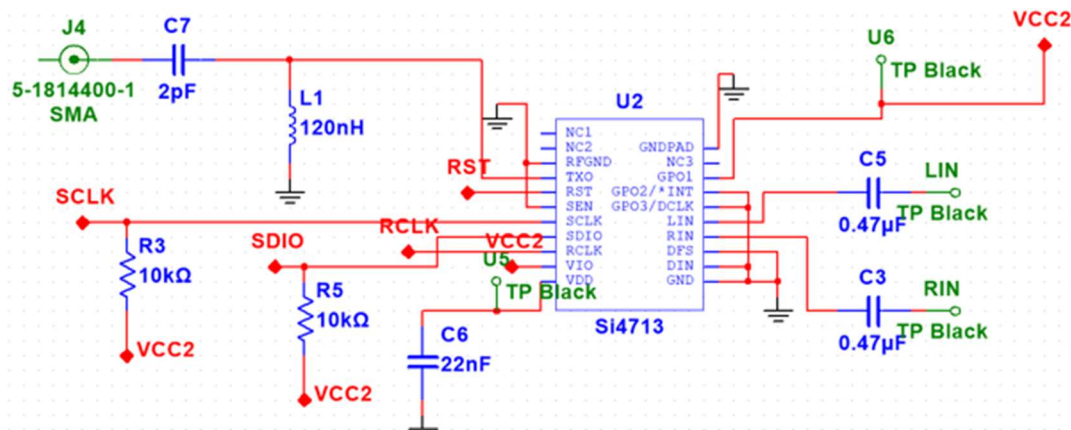 J4
5-1814400-1
SMA
C7
2pF
L1
120nH
U2
NC1
NC2
RFGND
TXO
RST
SEN
SCLK
SDIO
RCLK
VIO
VDD
GNDPAD
NC3
GPO1
GPO2/*INT
GPO3/DCLK
LIN
RIN
DFS
DIN
GND
Si4713
U6
TP Black
VCC2
RST
SCLK
R3
10kΩ
VCC2
SDIO
R5
10kΩ
VCC2
RCLK
VCC2
U5
TP Black
C6
22nF
C5
0.47µF
LIN
TP Black
C3
0.47µF
RIN
TP Black